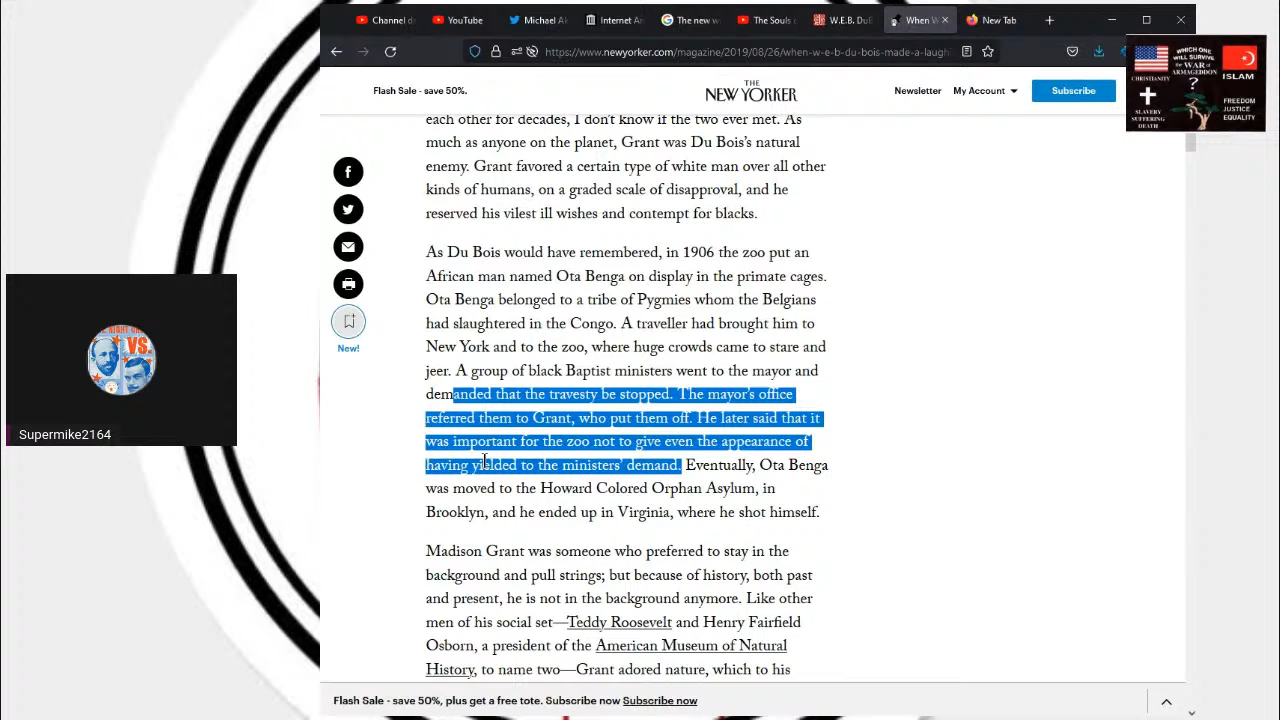 Channel d
YouTube
Michael Ak
Internet Ar
The new w
The Souls
W.E.B. DuB
When W
New Tab
https://www.newyorker.com/magazine/2019/08/26/when-w-e-b-du-bois-made-a-laugh
Flash Sale - save 50%.
THE
NEW YORKER
Newsletter
My Account
Subscribe
WHICH ONE
WILL SURVIVE
the WAR of
ARMAGEDDON
?
CHRISTIANITY
SLAVERY
SUFFERING
DEATH
ISLAM
FREEDOM
JUSTICE
EQUALITY
each other for decades, I don't know if the two ever met. As
much as anyone on the planet, Grant was Du Bois's natural
enemy. Grant favored a certain type of white man over all other
kinds of humans, on a graded scale of disapproval, and he
reserved his vilest ill wishes and contempt for blacks.
As Du Bois would have remembered, in 1906 the zoo put an
African man named Ota Benga on display in the primate cages.
Ota Benga belonged to a tribe of Pygmies whom the Belgians
had slaughtered in the Congo. A traveller had brought him to
New York and to the zoo, where huge crowds came to stare and
jeer. A group of black Baptist ministers went to the mayor and
demanded that the travesty be stopped. The mayor's office
referred them to Grant, who put them off. He later said that it
was important for the zoo not to give even the appearance of
having yielded to the ministers' demand. Eventually, Ota Benga
was moved to the Howard Colored Orphan Asylum, in
Brooklyn, and he ended up in Virginia, where he shot himself.
Madison Grant was someone who preferred to stay in the
background and pull strings; but because of history, both past
and present, he is not in the background anymore. Like other
men of his social set—Teddy Roosevelt and Henry Fairfield
Osborn, a president of the American Museum of Natural
History, to name two—Grant adored nature, which to his
New!
VS.
Supermike2164
Flash Sale - save 50%, plus get a free tote. Subscribe now Subscribe now